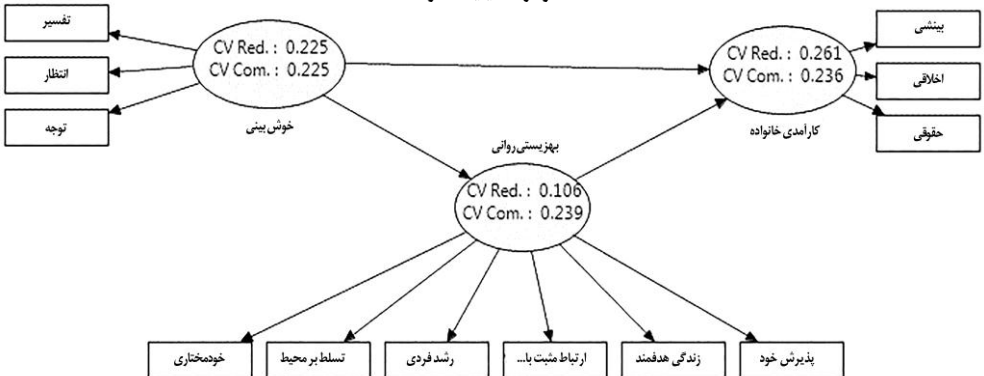 تفسیر
انتظار
توجه
CV Red. : 0.225
CV Com. : 0.225
خوش‌بینی
CV Red. : 0.261
CV Com. : 0.236
کارآمدی خانواده
بینشی
اخلاقی
حقوقی
بهزیستی‌روانی
CV Red. : 0.106
CV Com. : 0.239
پذیرش خود
زندگی هدفمند
ارتباط مثبت با...
رشد فردی
تسلط بر محیط
خودمختاری